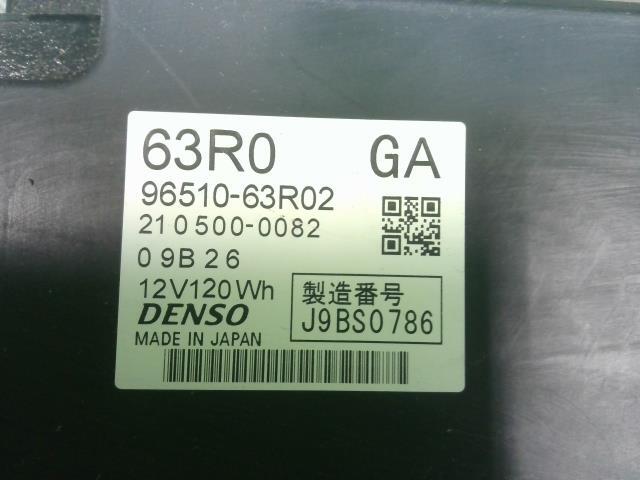 63R0 GA
96510-63R02
210500-0082
09B26
12V120Wh
製造番号
DENSO
J9BS0786
MADE IN JAPAN